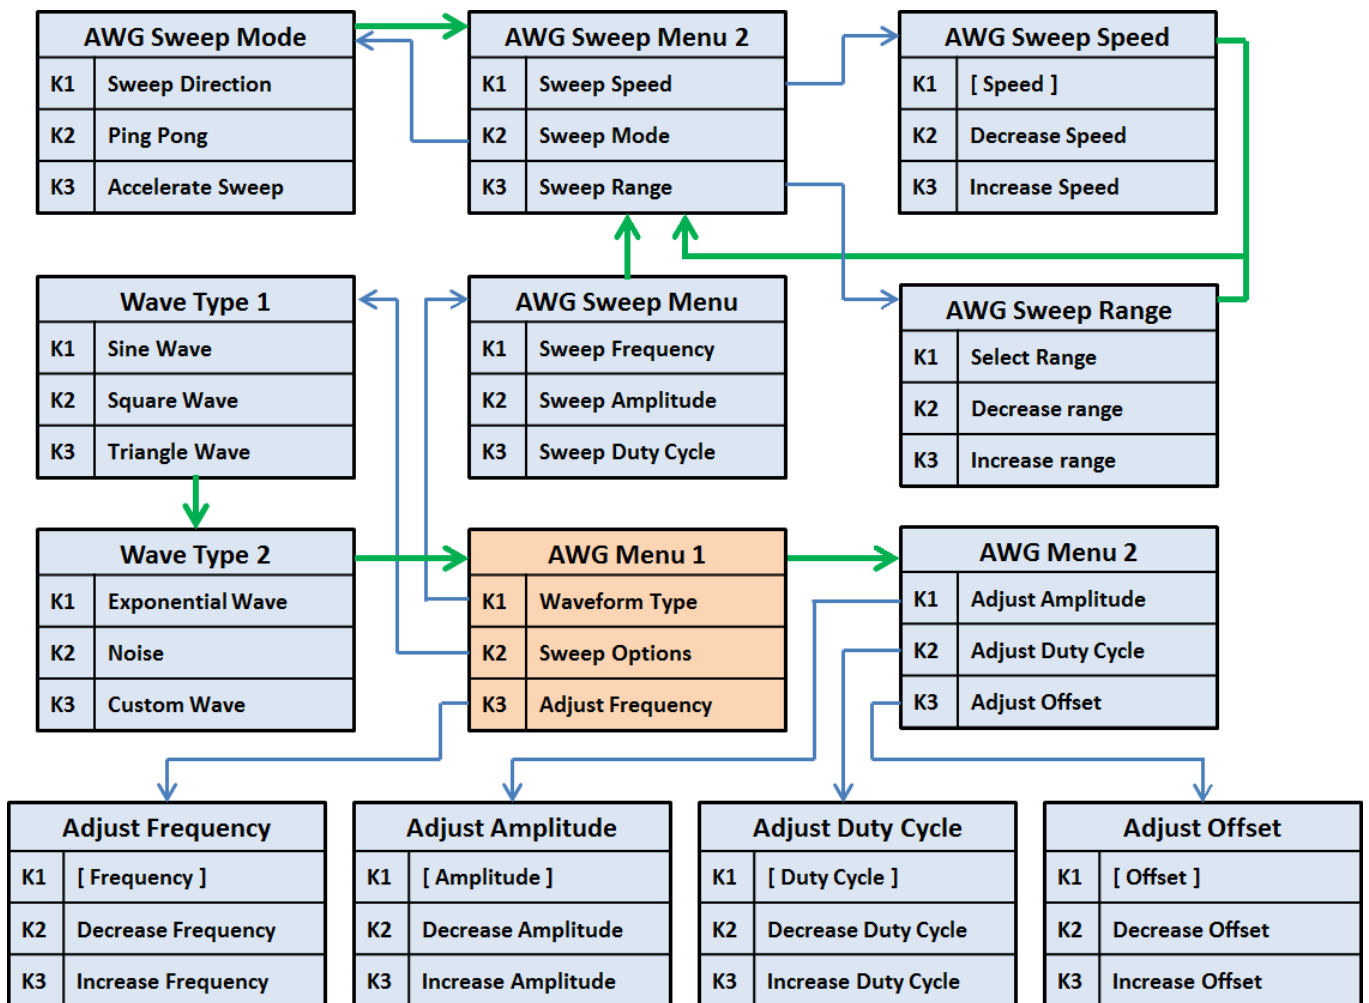 AWG Sweep Mode
K1 Sweep Direction
K2 Ping Pong
K3 Accelerate Sweep
AWG Sweep Menu 2
K1 Sweep Speed
K2 Sweep Mode
K3 Sweep Range
AWG Sweep Speed
K1 [ Speed ]
K2 Decrease Speed
K3 Increase Speed
Wave Type 1
K1 Sine Wave
K2 Square Wave
K3 Triangle Wave
AWG Sweep Menu
K1 Sweep Frequency
K2 Sweep Amplitude
K3 Sweep Duty Cycle
AWG Sweep Range
K1 Select Range
K2 Decrease range
K3 Increase range
Wave Type 2
K1 Exponential Wave
K2 Noise
K3 Custom Wave
AWG Menu 1
K1 Waveform Type
K2 Sweep Options
K3 Adjust Frequency
AWG Menu 2
K1 Adjust Amplitude
K2 Adjust Duty Cycle
K3 Adjust Offset
Adjust Frequency
K1 [ Frequency ]
K2 Decrease Frequency
K3 Increase Frequency
Adjust Amplitude
K1 [ Amplitude ]
K2 Decrease Amplitude
K3 Increase Amplitude
Adjust Duty Cycle
K1 [ Duty Cycle ]
K2 Decrease Duty Cycle
K3 Increase Duty Cycle
Adjust Offset
K1 [ Offset ]
K2 Decrease Offset
K3 Increase Offset